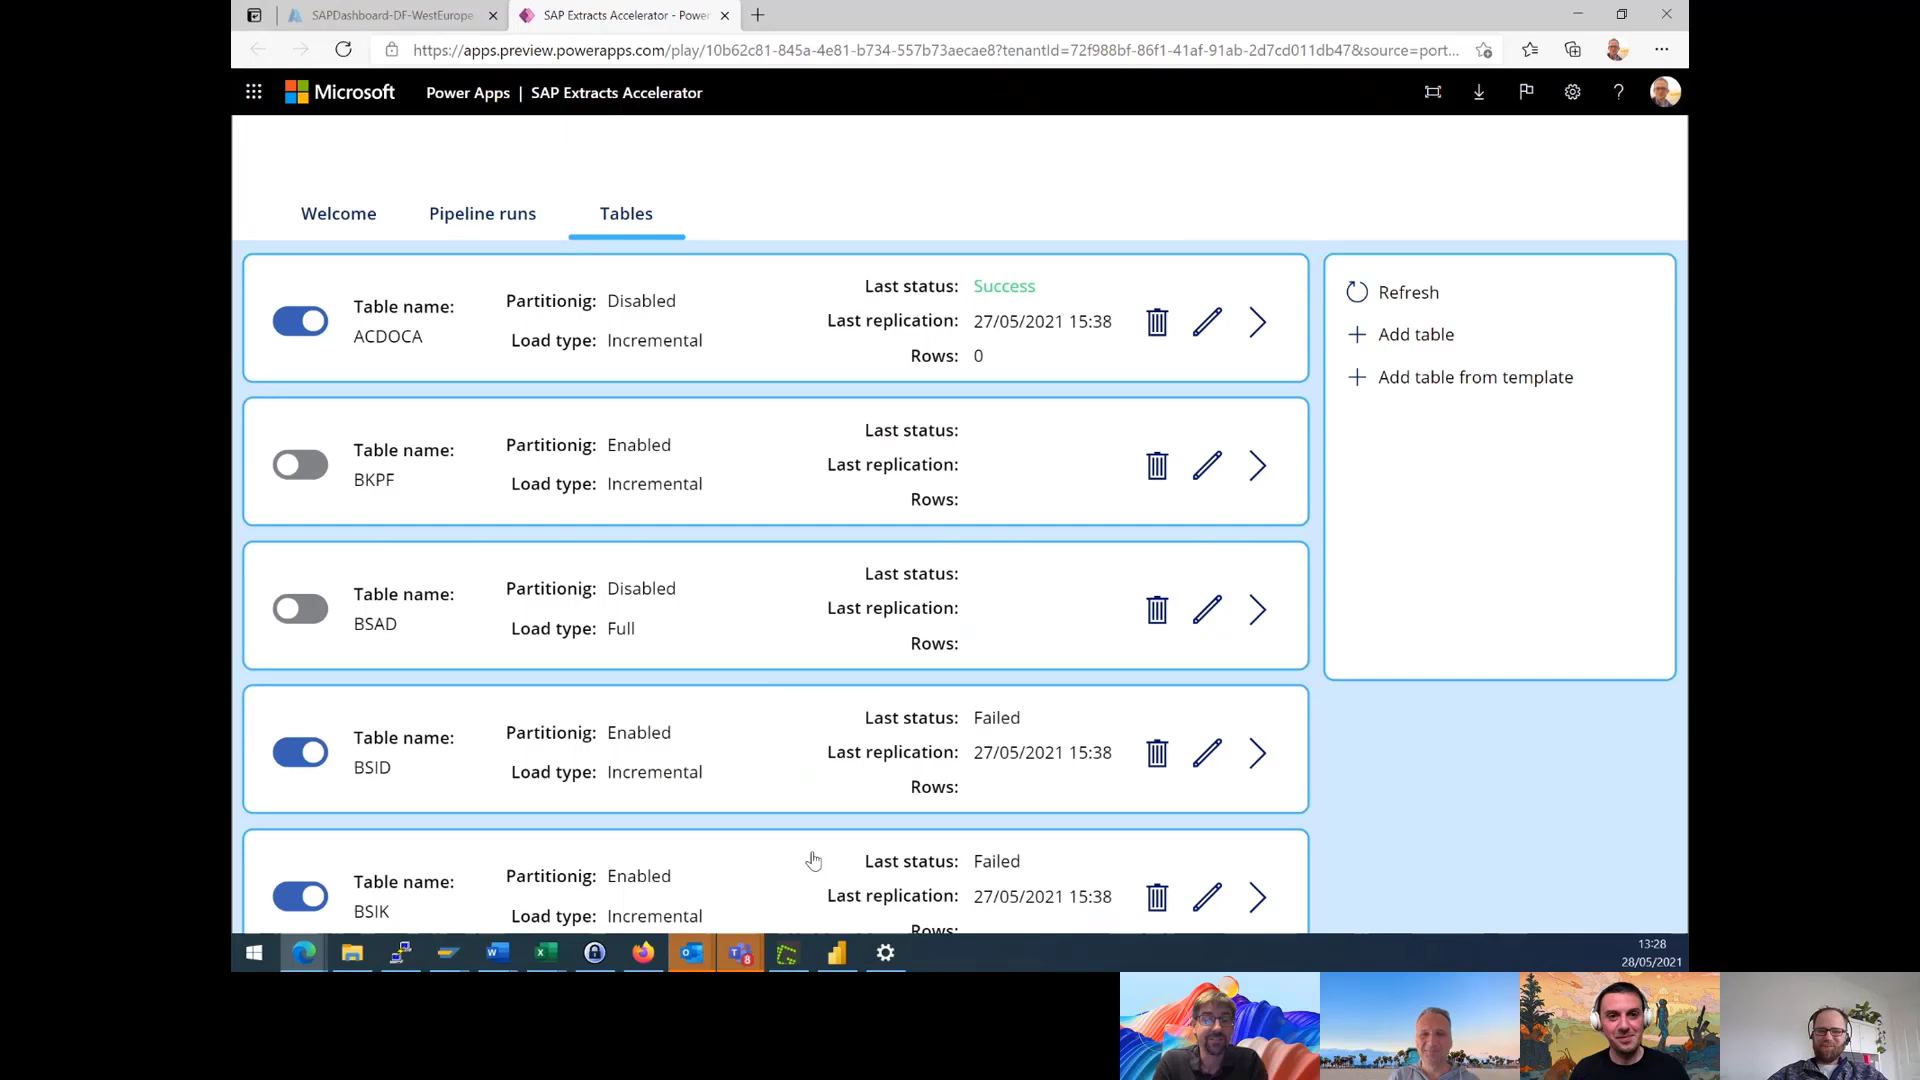 SAPDashboard-DF-WestEurope
SAP Extracts Accelerator - Power
https://apps.preview.powerapps.com/play/10b62c81-845a-4e81-b734-557b73aecae8?tenantId=72f988bf-86f1-41af-91ab-2d7cd011db47&source=port...
Microsoft
Power Apps | SAP Extracts Accelerator
Welcome
Pipeline runs
Tables
Table name:
ACDOCA
Partitionig: Disabled
Load type: Incremental
Last status: Success
Last replication: 27/05/2021 15:38
Rows: 0
Table name:
BKPF
Partitionig: Enabled
Load type: Incremental
Last status:
Last replication:
Rows:
Table name:
BSAD
Partitionig: Disabled
Load type: Full
Last status:
Last replication:
Rows:
Table name:
BSID
Partitionig: Enabled
Load type: Incremental
Last status: Failed
Last replication: 27/05/2021 15:38
Rows:
Table name:
BSIK
Partitionig: Enabled
Load type: Incremental
Last status: Failed
Last replication: 27/05/2021 15:38
Rows:
Refresh
Add table
Add table from template
8
13:28
28/05/2021